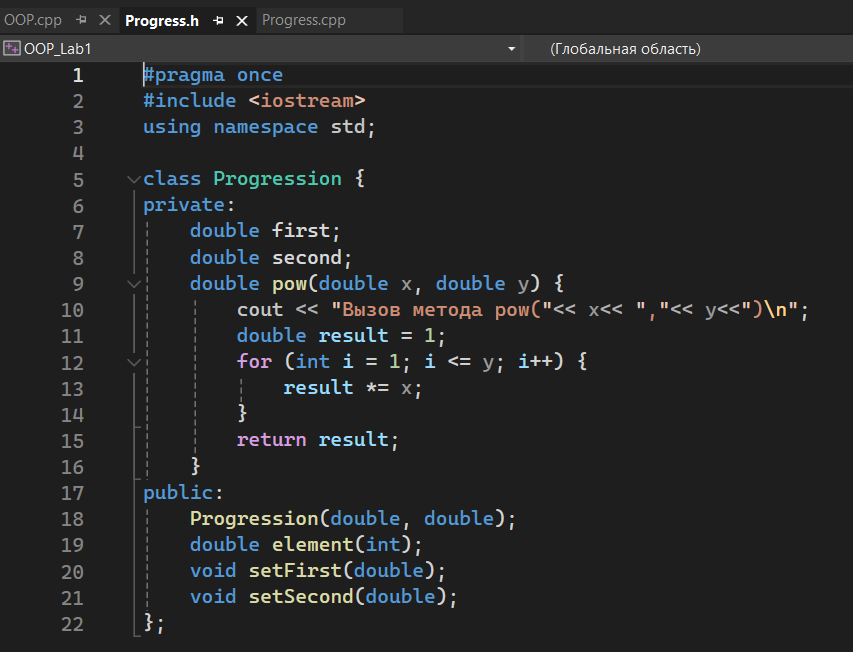 OOP.cpp Progress.h Progress.cpp
OOP_Lab1 (Глобальная область)
1 #pragma once
2 #include <iostream>
3 using namespace std;
4
5 class Progression {
6 private:
7 double first;
8 double second;
9 double pow(double x, double y) {
10 cout << "Вызов метода pow("<< x<< ","<< y<<")\n";
11 double result = 1;
12 for (int i = 1; i <= y; i++) {
13 result *= x;
14 }
15 return result;
16 }
17 public:
18 Progression(double, double);
19 double element(int);
20 void setFirst(double);
21 void setSecond(double);
22 };